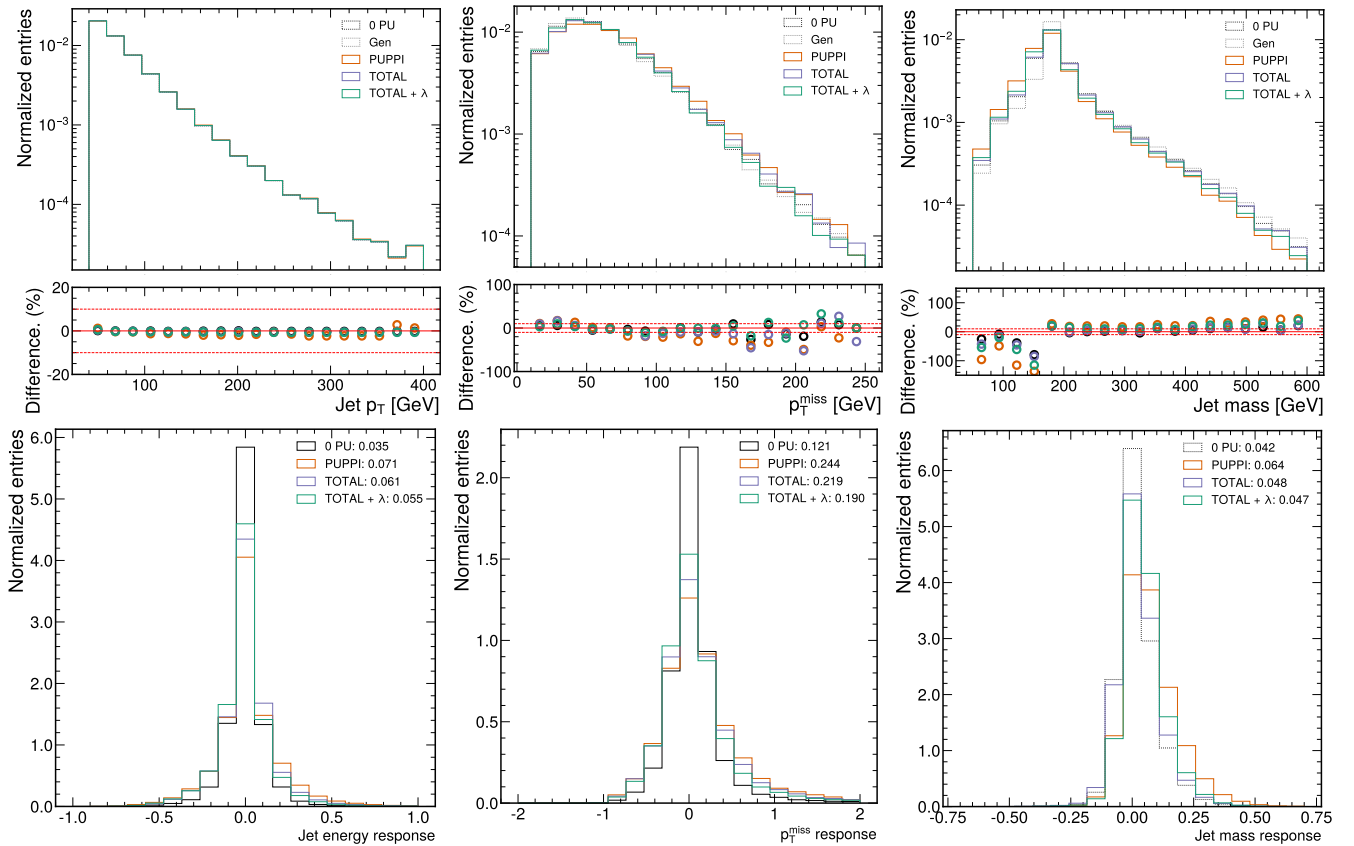 Normalized entries
10⁻²
10⁻³
10⁻⁴
0 PU
Gen
PUPPI
TOTAL
TOTAL + λ
Difference. (%)
20
0
−20
100
200
300
400
Jet pT [GeV]
Normalized entries
10⁻²
10⁻³
10⁻⁴
0 PU
Gen
PUPPI
TOTAL
TOTAL + λ
Difference. (%)
100
0
-100
0
50
100
150
200
250
pTmiss [GeV]
Normalized entries
10⁻²
10⁻³
10⁻⁴
0 PU
Gen
PUPPI
TOTAL
TOTAL + λ
Difference. (%)
100
0
-100
0
100
200
300
400
500
600
Jet mass [GeV]
Normalized entries
6.0
5.0
4.0
3.0
2.0
1.0
0.0
0 PU: 0.035
PUPPI: 0.071
TOTAL: 0.061
TOTAL + λ: 0.055
-1.0
-0.5
0.0
0.5
1.0
Jet energy response
Normalized entries
2.0
1.5
1.0
0.5
0.0
0 PU: 0.121
PUPPI: 0.244
TOTAL: 0.219
TOTAL + λ: 0.190
-2
-1
0
1
2
pTmiss response
Normalized entries
6.0
5.0
4.0
3.0
2.0
1.0
0.0
0 PU: 0.042
PUPPI: 0.064
TOTAL: 0.048
TOTAL + λ: 0.047
-0.75
-0.50
-0.25
0.00
0.25
0.50
0.75
Jet mass response